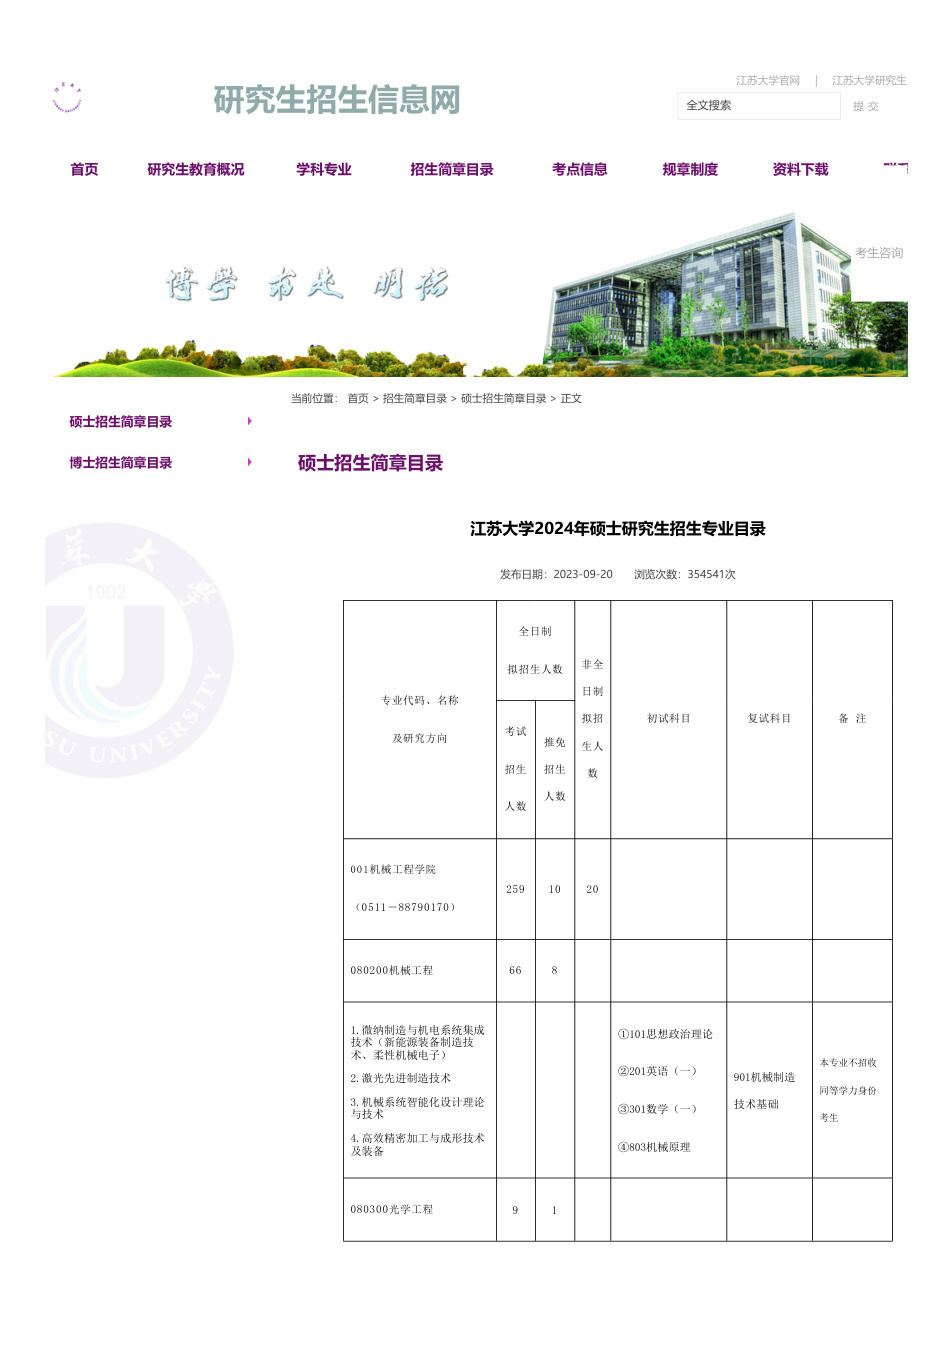 江苏大学官网 | 江苏大学研究生
研究生招生信息网
全文搜索 提 交
首页 研究生教育概况 学科专业 招生简章目录 考点信息 规章制度 资料下载
考生咨询
博学 求是 明德
当前位置： 首页 > 招生简章目录 > 硕士招生简章目录 > 正文
硕士招生简章目录
博士招生简章目录
硕士招生简章目录
江苏大学2024年硕士研究生招生专业目录
发布日期：2023-09-20 浏览次数：354541次
苏 大 学
1902
SU UNIVERSITY
专业代码、名称
及研究方向
全日制
拟招生人数
考试
招生
人数
推免
招生
人数
非全
日制
拟招
生人
数
初试科目
复试科目
备 注
001机械工程学院
（0511－88790170）
259 10 20
080200机械工程 66 8
1.微纳制造与机电系统集成
技术（新能源装备制造技
术、柔性机械电子）
2.激光先进制造技术
3.机械系统智能化设计理论
与技术
4.高效精密加工与成形技术
及装备
①101思想政治理论
②201英语（一）
③301数学（一）
④803机械原理
901机械制造
技术基础
本专业不招收
同等学力身份
考生
080300光学工程 9 1